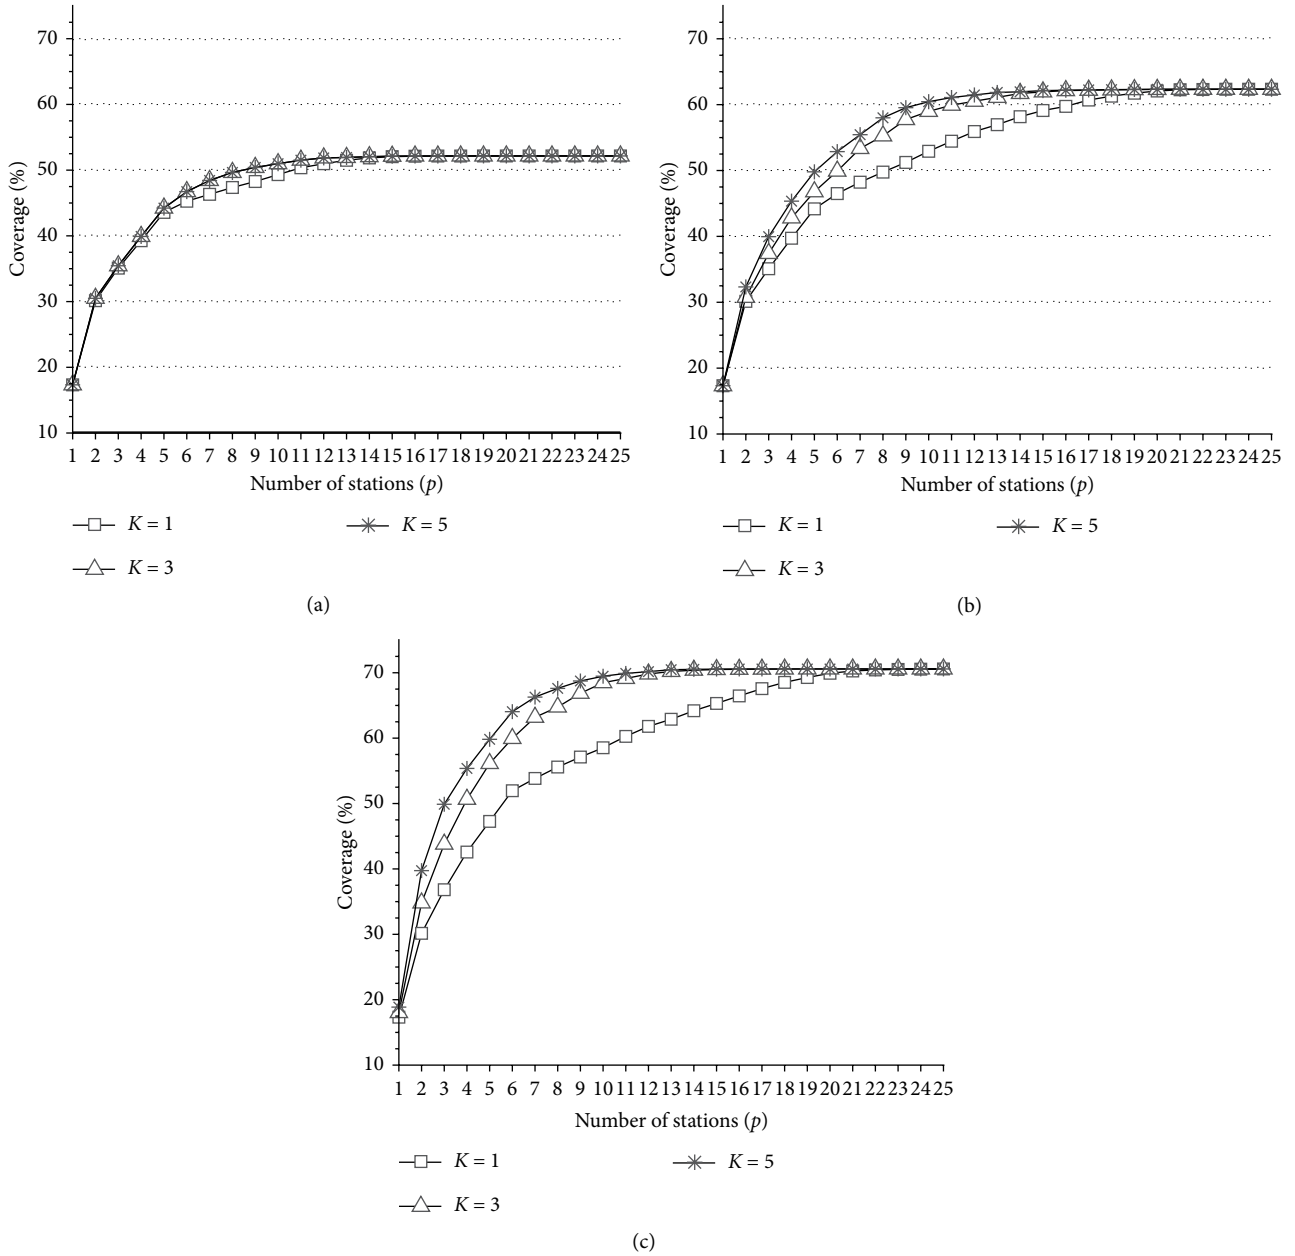 70
60
50
40
30
20
10
Coverage (%)
1 2 3 4 5 6 7 8 9 10 11 12 13 14 15 16 17 18 19 20 21 22 23 24 25
Number of stations (p)
K = 1
K = 5
K = 3
(a)
70
60
50
40
30
20
10
Coverage (%)
1 2 3 4 5 6 7 8 9 10 11 12 13 14 15 16 17 18 19 20 21 22 23 24 25
Number of stations (p)
K = 1
K = 5
K = 3
(b)
70
60
50
40
30
20
10
Coverage (%)
1 2 3 4 5 6 7 8 9 10 11 12 13 14 15 16 17 18 19 20 21 22 23 24 25
Number of stations (p)
K = 1
K = 5
K = 3
(c)